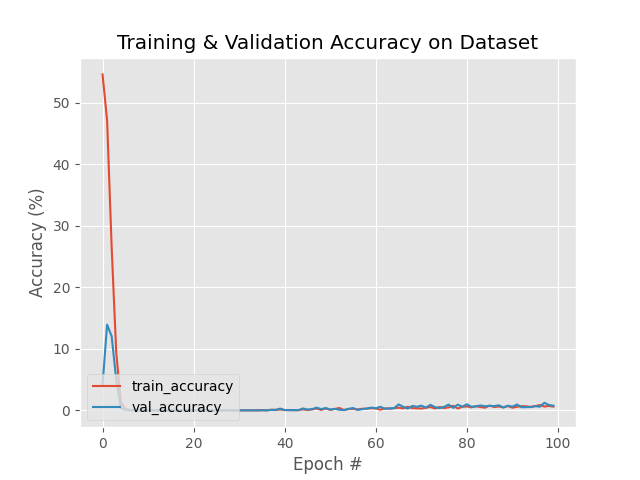 Training & Validation Accuracy on Dataset
Accuracy (%)
50
40
30
20
10
0
train_accuracy
val_accuracy
0
20
40
60
80
100
Epoch #